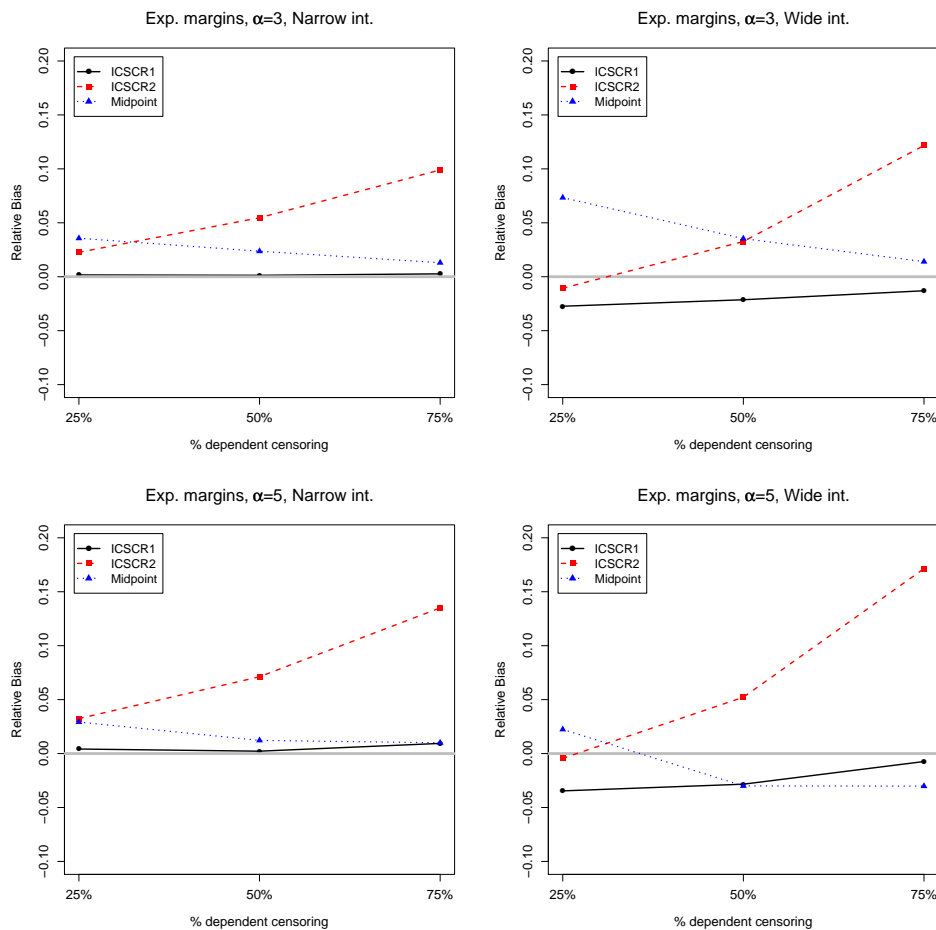 Exp. margins, α=3, Narrow int.
ICSCR1
ICSCR2
Midpoint
Relative Bias
0.20
0.15
0.10
0.05
0.00
−0.05
−0.10
25%
50%
75%
% dependent censoring
Exp. margins, α=3, Wide int.
ICSCR1
ICSCR2
Midpoint
Relative Bias
0.20
0.15
0.10
0.05
0.00
−0.05
−0.10
25%
50%
75%
% dependent censoring
Exp. margins, α=5, Narrow int.
ICSCR1
ICSCR2
Midpoint
Relative Bias
0.20
0.15
0.10
0.05
0.00
−0.05
−0.10
25%
50%
75%
% dependent censoring
Exp. margins, α=5, Wide int.
ICSCR1
ICSCR2
Midpoint
Relative Bias
0.20
0.15
0.10
0.05
0.00
−0.05
−0.10
25%
50%
75%
% dependent censoring